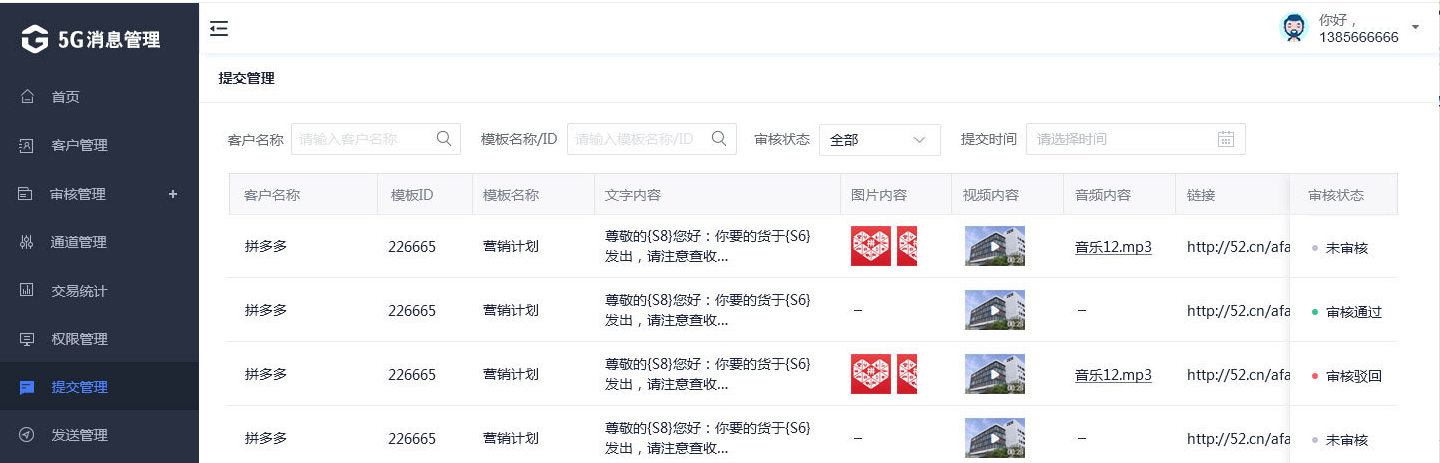 5G消息管理
你好，
1385666666
首页
客户管理
审核管理
通道管理
交易统计
权限管理
提交管理
发送管理
提交管理
客户名称 请输入客户名称 模板名称/ID 请输入模板名称/ID 审核状态 全部 提交时间 请选择时间
客户名称 模板ID 模板名称 文字内容 图片内容 视频内容 音频内容 链接 审核状态
拼多多 226665 营销计划 尊敬的{S8}您好：你要的货于{S6} 音乐12.mp3 http://52.cn/afa 未审核
发出，请注意查收...
00:28
拼多多 226665 营销计划 尊敬的{S8}您好：你要的货于{S6} – – http://52.cn/afa 审核通过
发出，请注意查收...
00:28
拼多多 226665 营销计划 尊敬的{S8}您好：你要的货于{S6} 音乐12.mp3 http://52.cn/afa 审核驳回
发出，请注意查收...
00:28
拼多多 226665 营销计划 尊敬的{S8}您好：你要的货于{S6} – – http://52.cn/afa 未审核
发出，请注意查收...
00:28